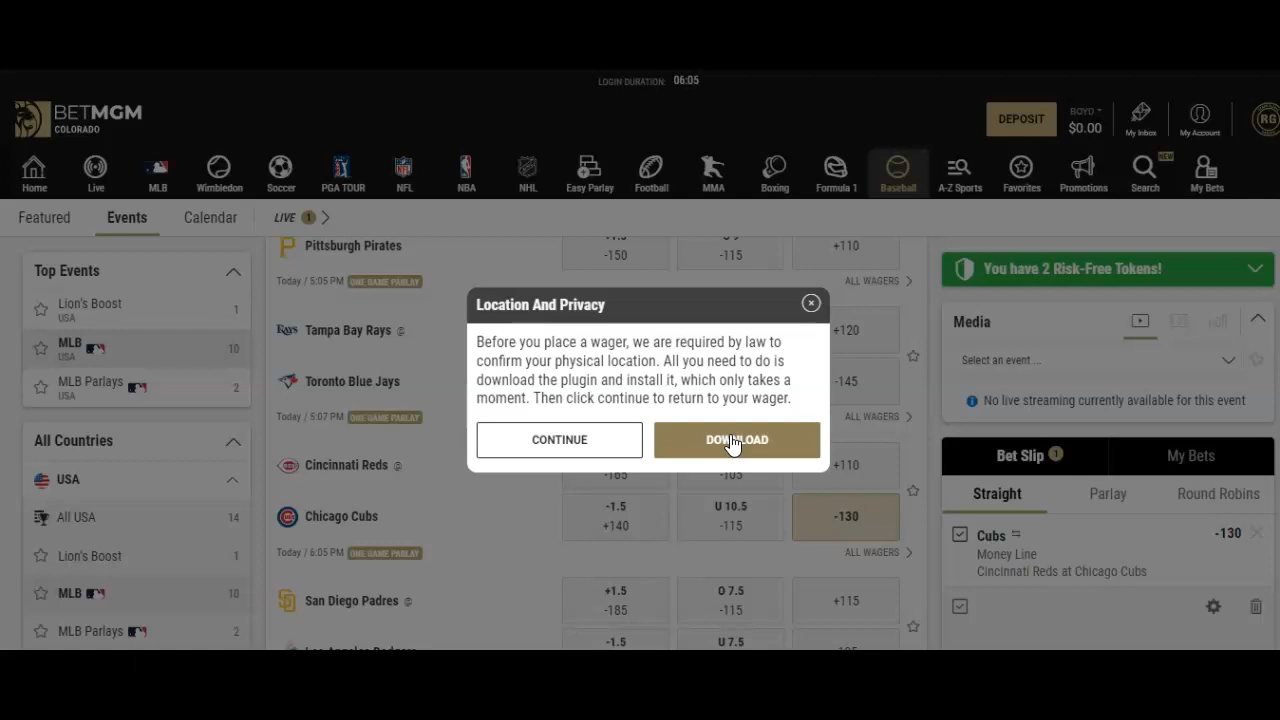 LOGIN DURATION: 06:05
BETMGM
COLORADO
DEPOSIT
BOYD
$0.00
My Inbox
My Account
RG
Home
Live
MLB
Wimbledon
Soccer
PGA TOUR
NFL
NBA
NHL
Easy Parlay
Football
MMA
Boxing
Formula 1
Baseball
A-Z Sports
Favorites
Promotions
Search
NEW
My Bets
Featured
Events
Calendar
LIVE 1
Top Events
Lion's Boost 1
USA
MLB 10
USA
MLB Parlays 2
USA
All Countries
USA
All USA 14
Lion's Boost 1
MLB 10
MLB Parlays 2
Pittsburgh Pirates
-150
-115
+110
Today / 5:05 PM ONE GAME PARLAY
ALL WAGERS
Tampa Bay Rays @
+120
Toronto Blue Jays
-145
Today / 5:07 PM ONE GAME PARLAY
ALL WAGERS
Cincinnati Reds @
-165
-105
+110
Chicago Cubs
-1.5
+140
U 10.5
-115
-130
Today / 6:05 PM ONE GAME PARLAY
ALL WAGERS
San Diego Padres @
+1.5
-185
O 7.5
-115
+115
Los Angeles Dodgers
-1.5
U 7.5
Location And Privacy
Before you place a wager, we are required by law to
confirm your physical location. All you need to do is
download the plugin and install it, which only takes a
moment. Then click continue to return to your wager.
CONTINUE
DOWNLOAD
You have 2 Risk-Free Tokens!
Media
Select an event ...
No live streaming currently available for this event
Bet Slip 1
My Bets
Straight
Parlay
Round Robins
Cubs -130
Money Line
Cincinnati Reds at Chicago Cubs